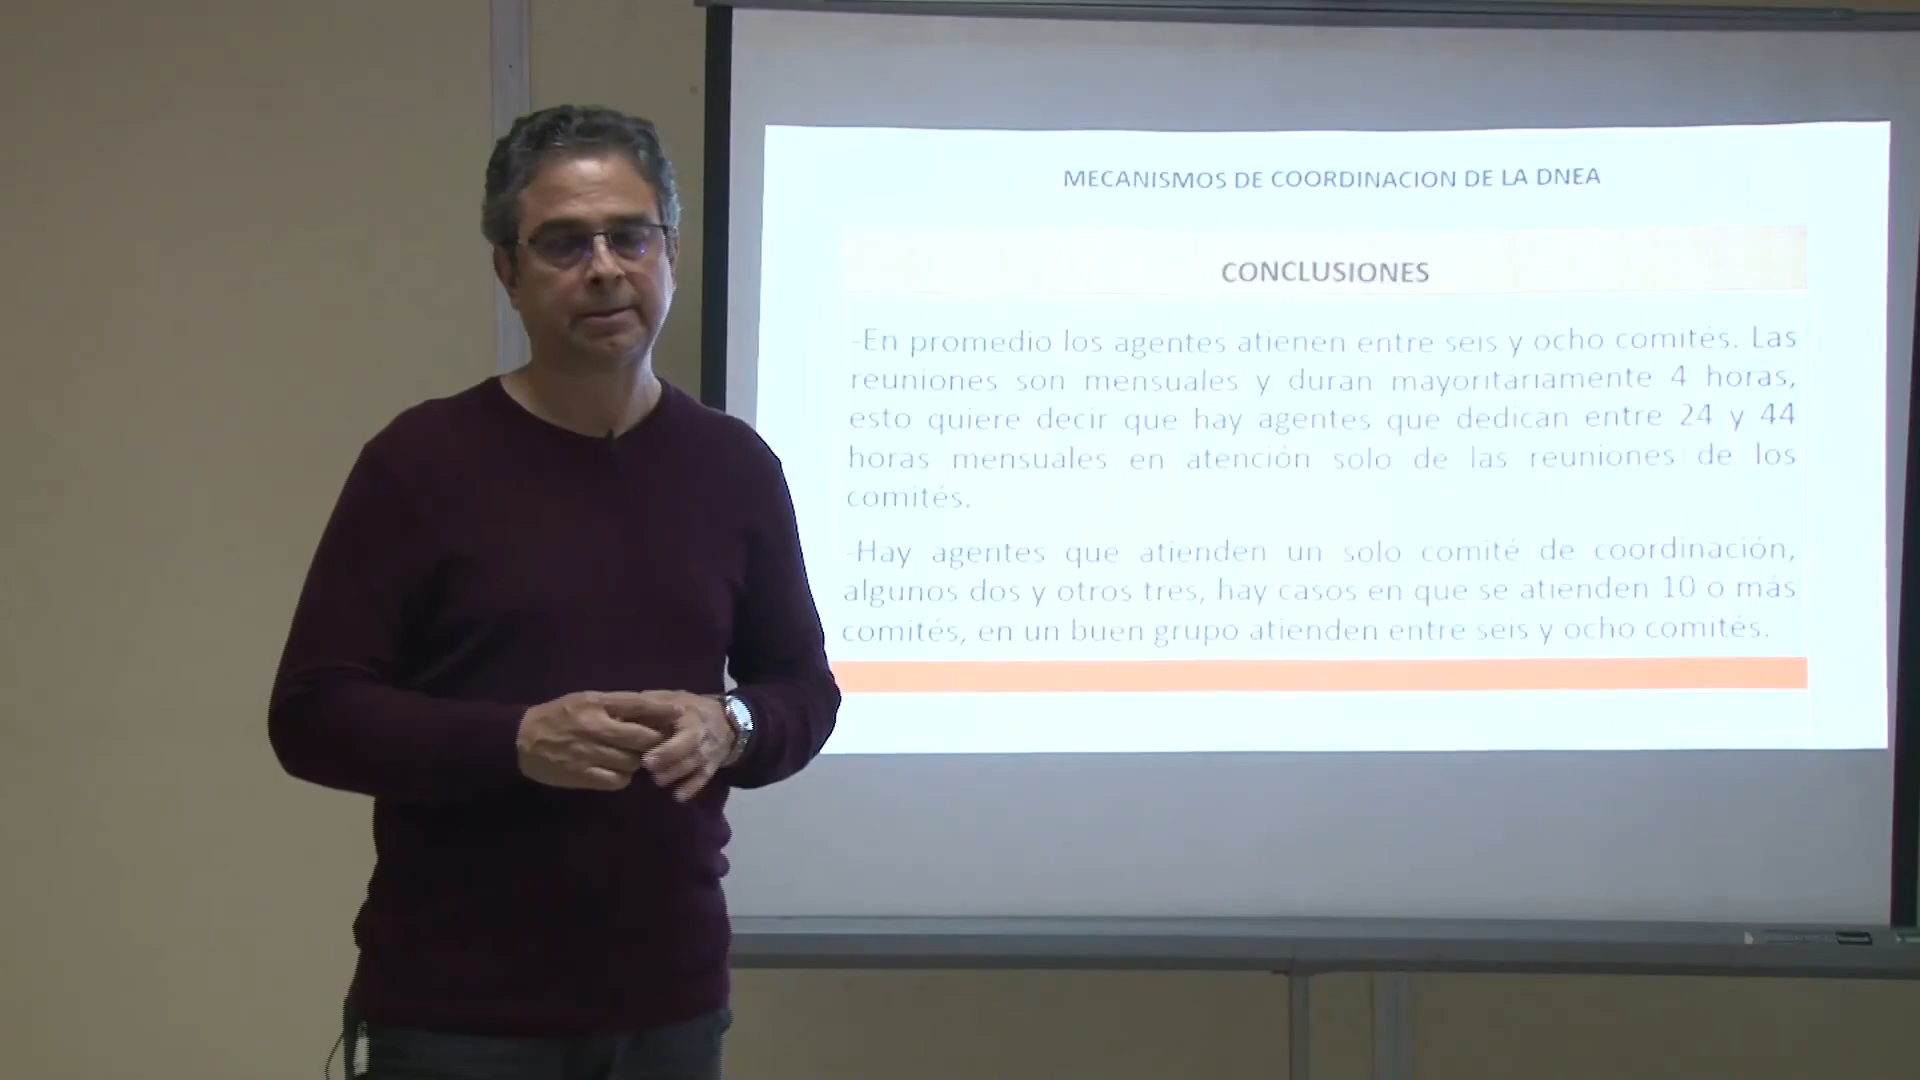 MECANISMOS DE COORDINACION DE LA DNEA
CONCLUSIONES
-En promedio los agentes atienen entre seis y ocho comités. Las
reuniones son mensuales y duran mayoritariamente 4 horas,
esto quiere decir que hay agentes que dedican entre 24 y 44
horas mensuales en atención solo de las reuniones de los
comités.
-Hay agentes que atienden un solo comité de coordinación,
algunos dos y otros tres, hay casos en que se atienden 10 o más
comités, en un buen grupo atienden entre seis y ocho comités.